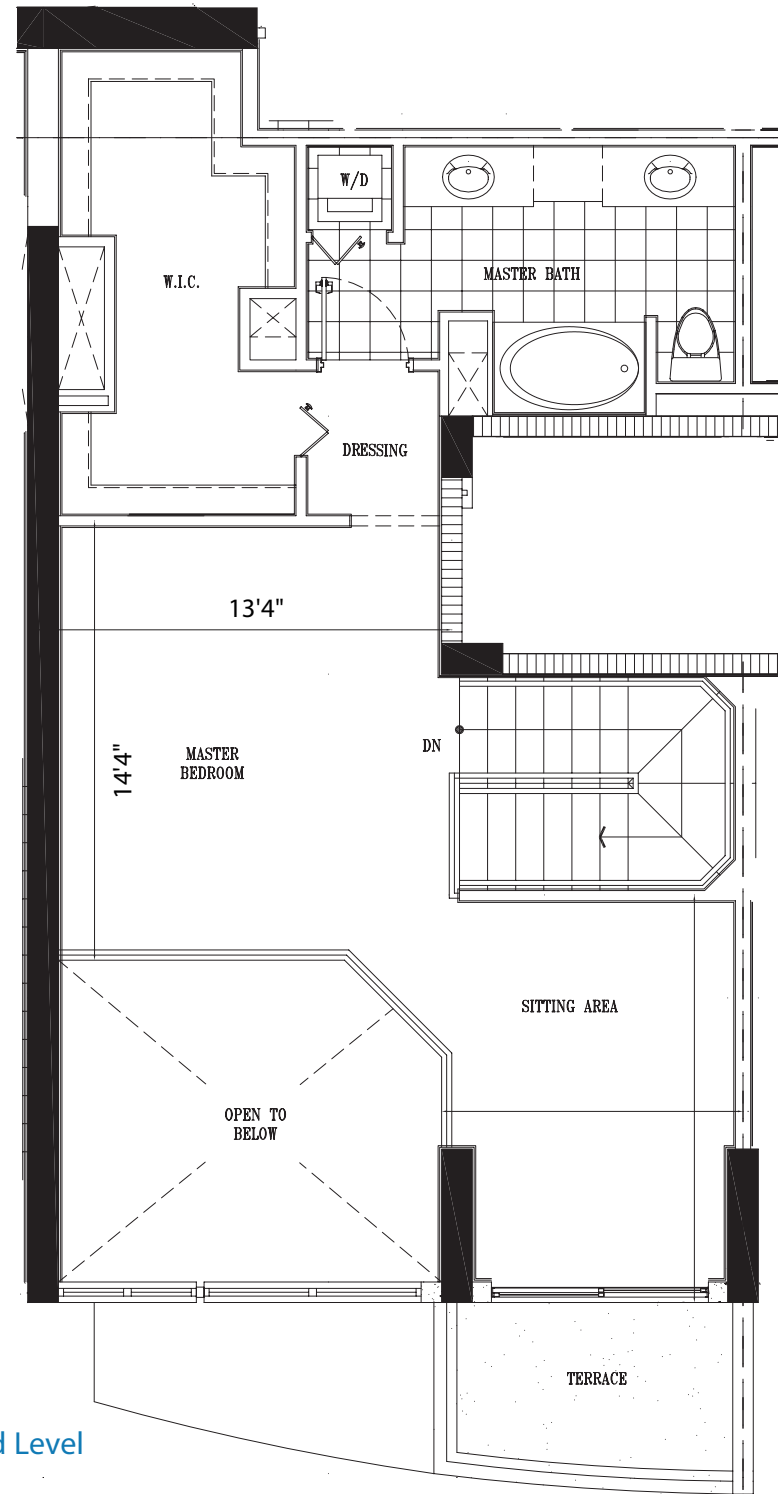 W/D
W.I.C.
MASTER BATH
DRESSING
13'4"
14'4"
MASTER
BEDROOM
DN
SITTING AREA
OPEN TO
BELOW
TERRACE
Level